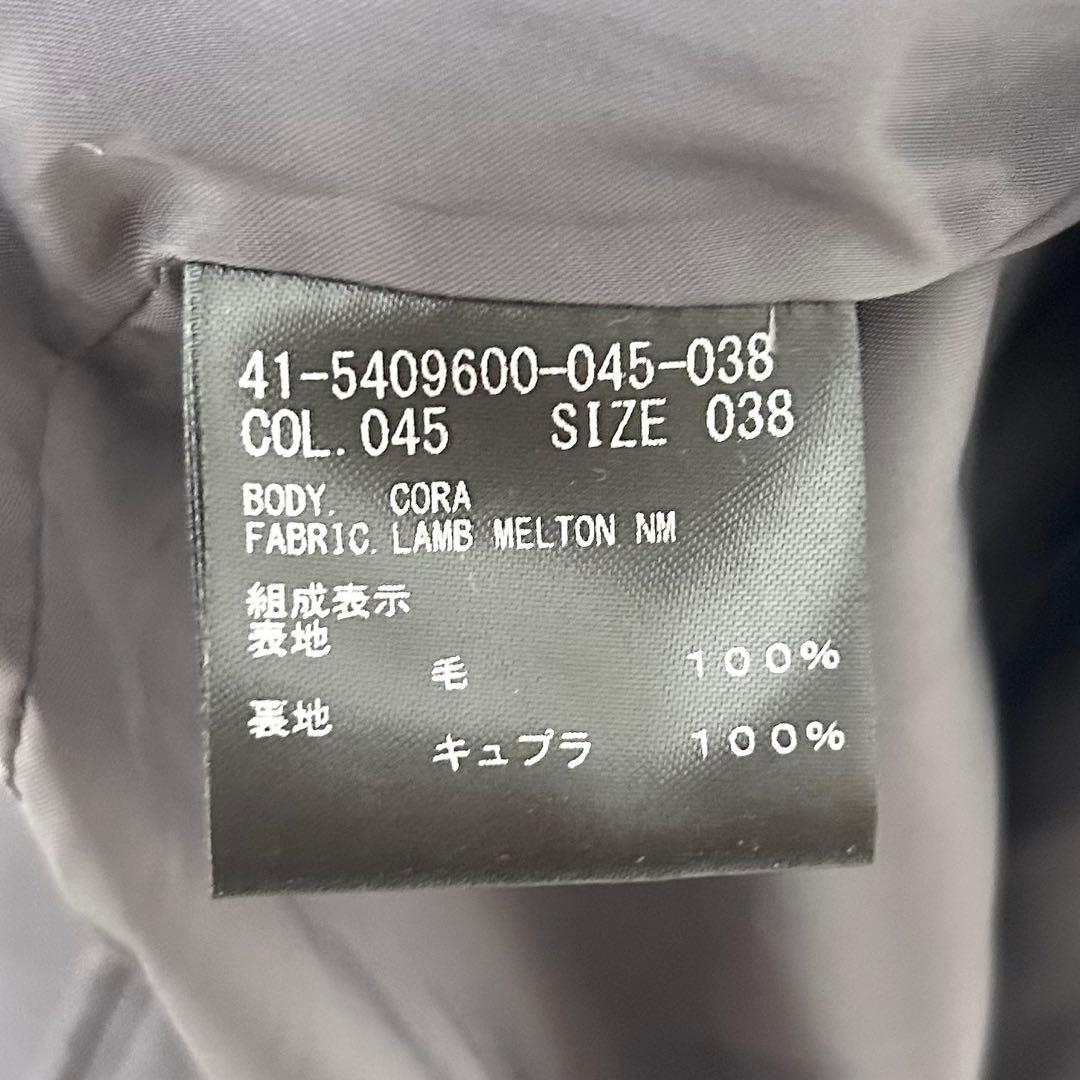 41-5409600-045-038
COL. 045 SIZE 038
BODY. CORA
FABRIC. LAMB MELTON NM
組成表示
表地
毛 100%
裏地
キュプラ 100%